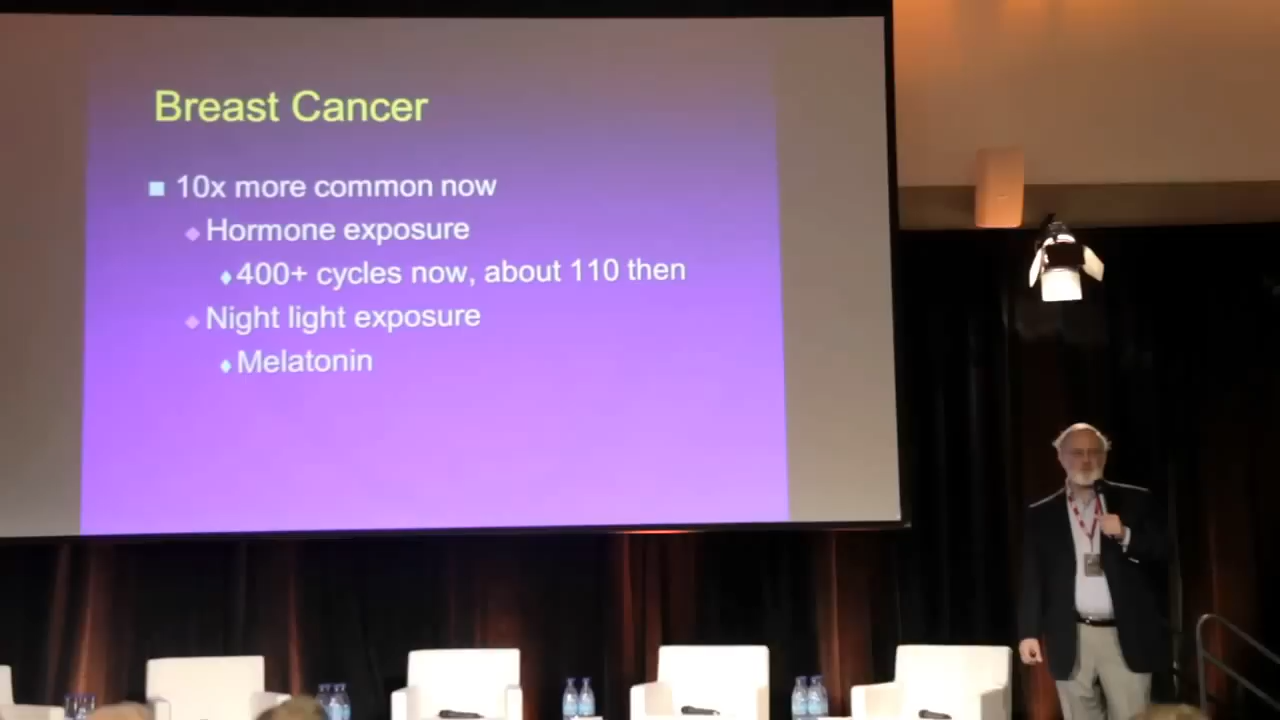 Breast Cancer
10x more common now
Hormone exposure
400+ cycles now, about 110 then
Night light exposure
Melatonin